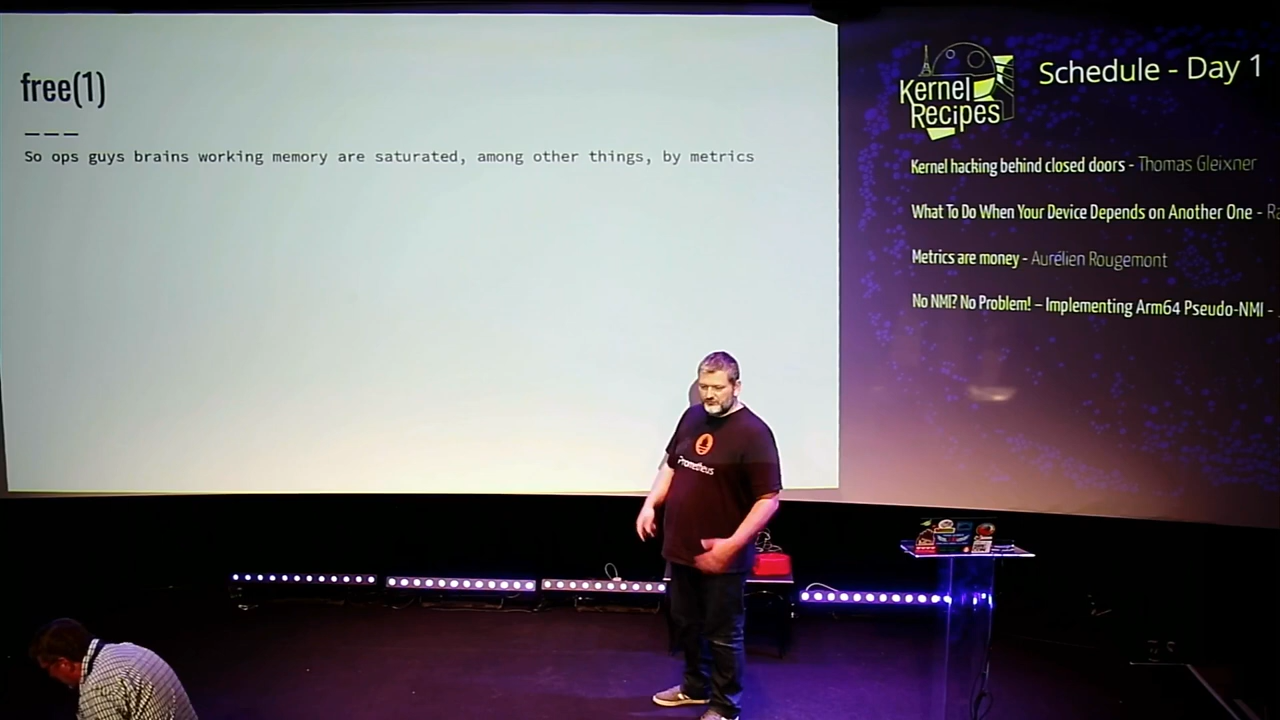 free(1)
So ops guys brains working memory are saturated, among other things, by metrics
Kernel
Recipes
Schedule - Day 1
Kernel hacking behind closed doors - Thomas Gleixner
What To Do When Your Device Depends on Another One -
Metrics are money - Aurélien Rougemont
No NMI? No Problem! – Implementing Arm64 Pseudo-NMI -
Prometheus